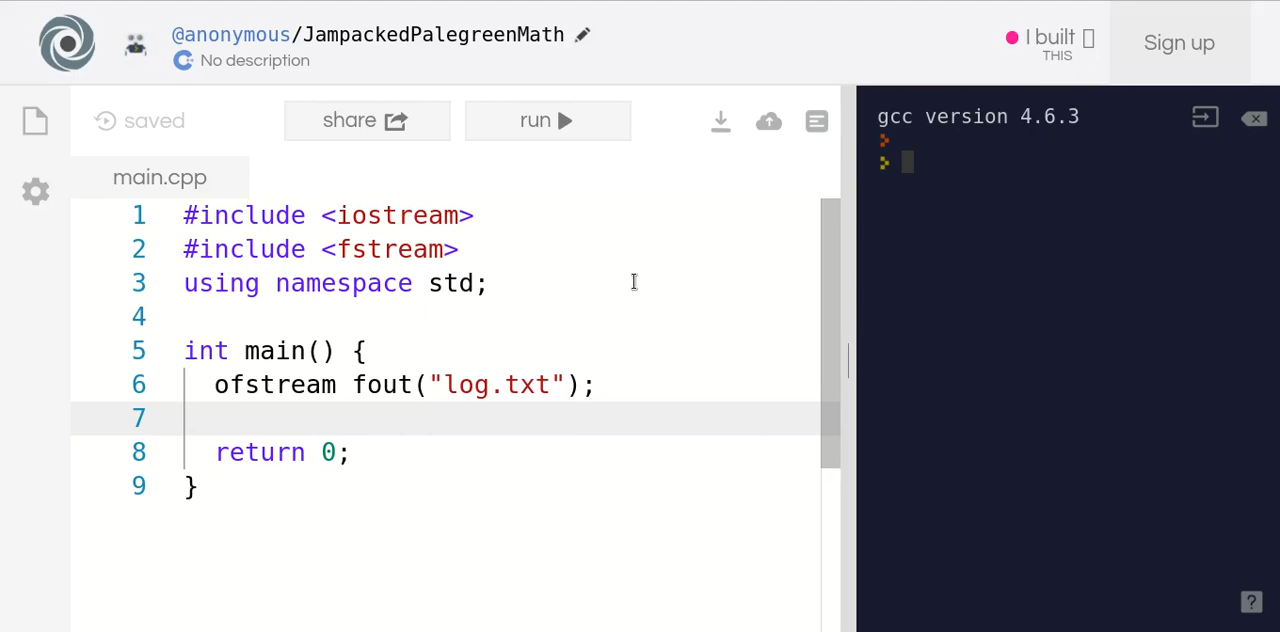 @anonymous/JampackedPalegreenMath
No description
I built
THIS
Sign up
saved
share
run
main.cpp
1 #include <iostream>
2 #include <fstream>
3 using namespace std;
4
5 int main() {
6 ofstream fout("log.txt");
7
8 return 0;
9 }
gcc version 4.6.3
?